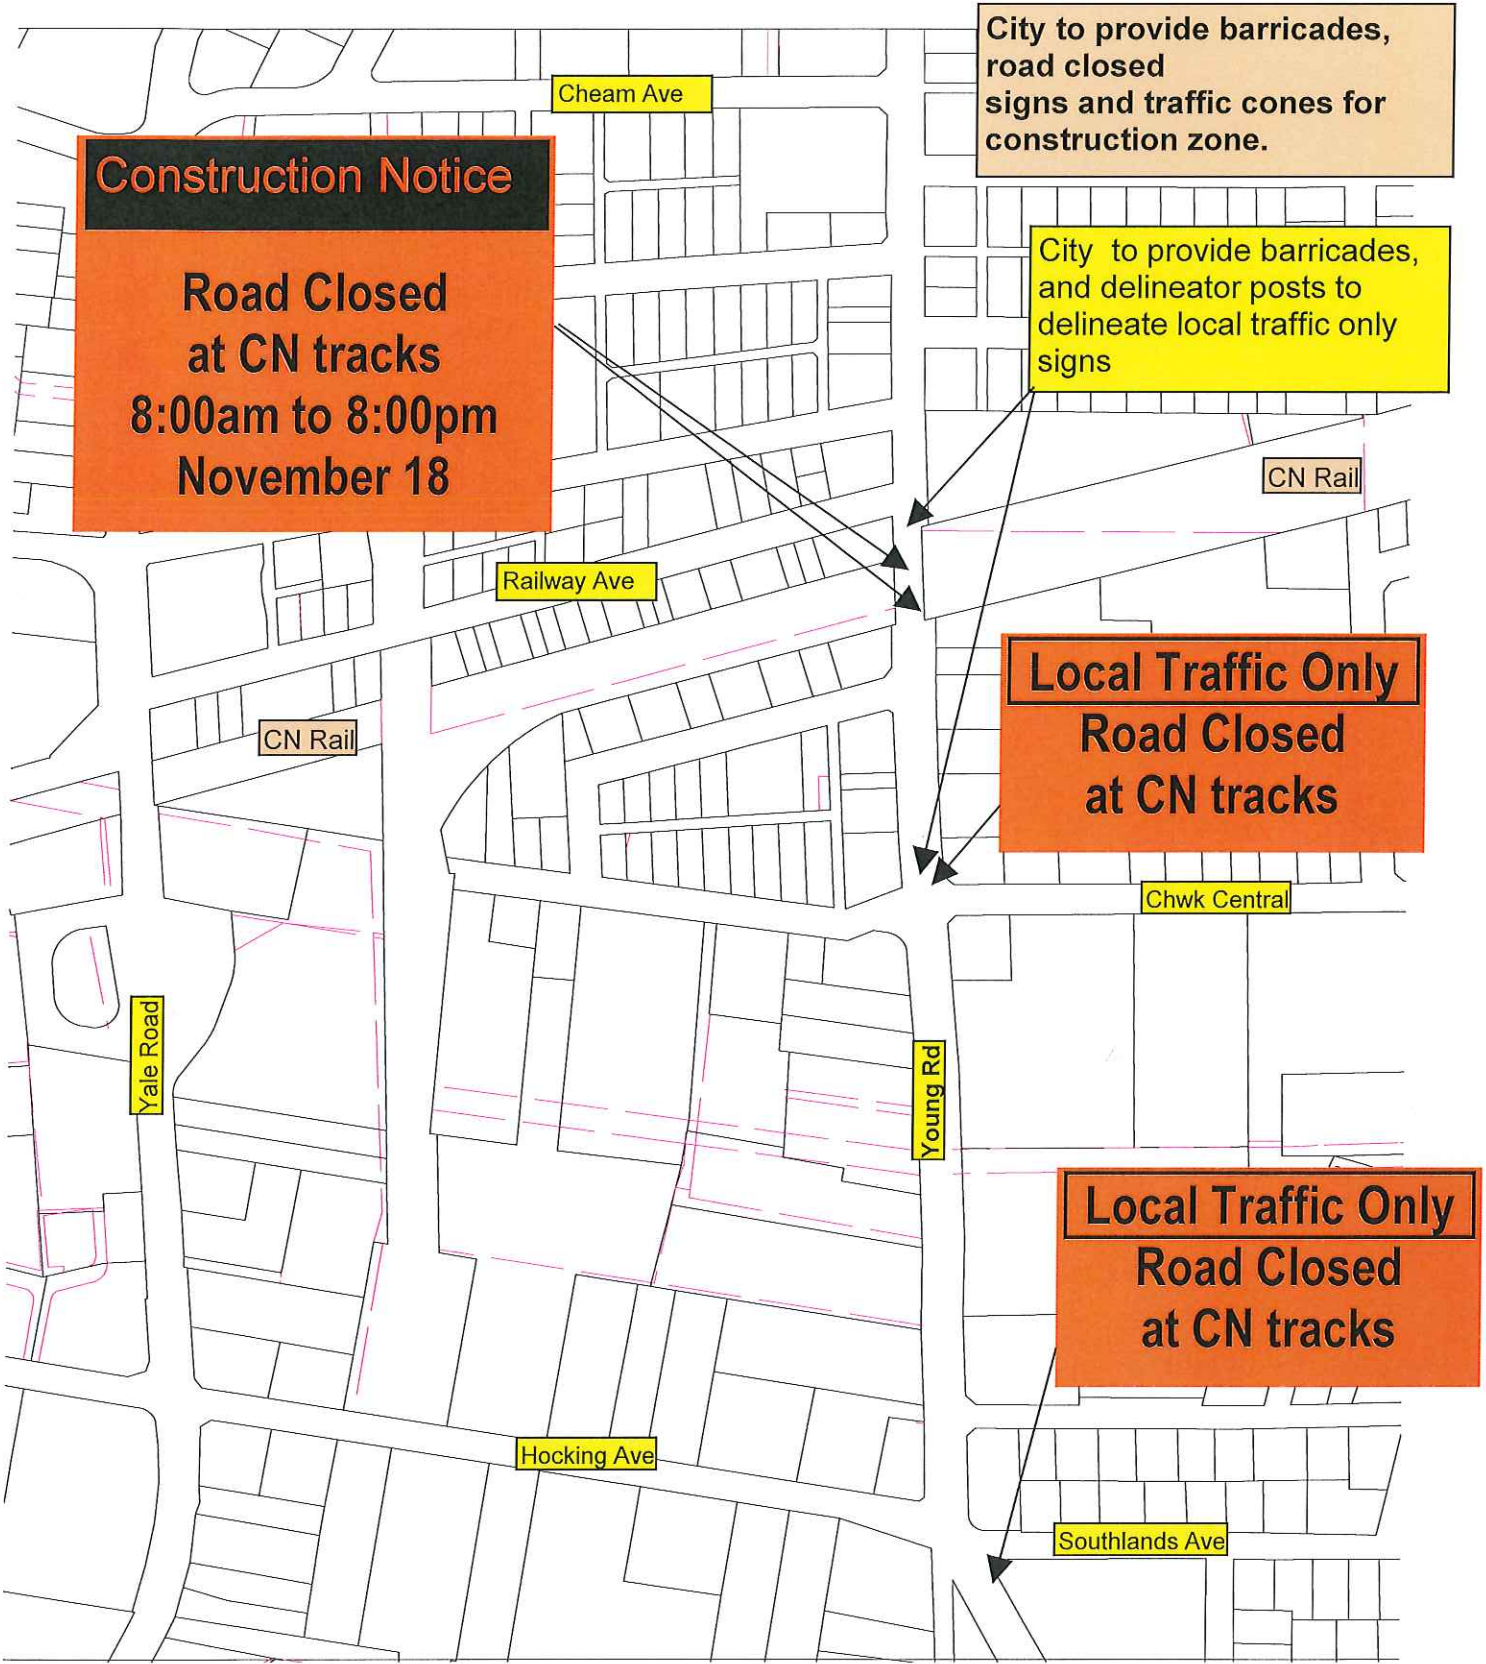 City to provide barricades,
road closed
signs and traffic cones for
construction zone.
Cheam Ave
Construction Notice
Road Closed
at CN tracks
8:00am to 8:00pm
November 18
City to provide barricades,
and delineator posts to
delineate local traffic only
signs
CN Rail
Railway Ave
Local Traffic Only
Road Closed
at CN tracks
CN Rail
Chwk Central
Yale Road
Young Rd
Local Traffic Only
Road Closed
at CN tracks
Hocking Ave
Southlands Ave